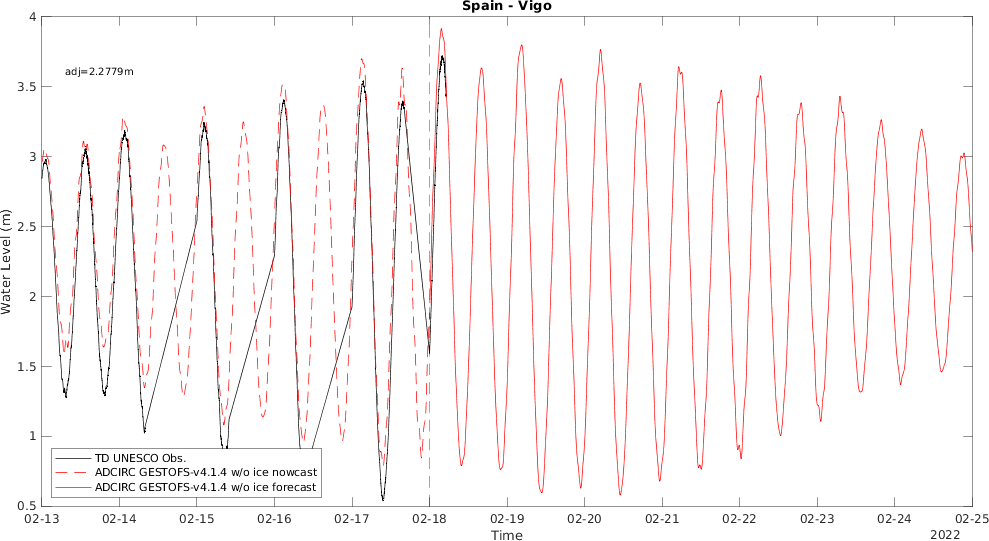 Spain - Vigo
adj=2.2779m
4
3.5
3
2.5
2
1.5
1
0.5
Water Level (m)
TD UNESCO Obs.
ADCIRC GESTOFS-v4.1.4 w/o ice nowcast
ADCIRC GESTOFS-v4.1.4 w/o ice forecast
02-13 02-14 02-15 02-16 02-17 02-18 02-19 02-20 02-21 02-22 02-23 02-24 02-25
Time
2022